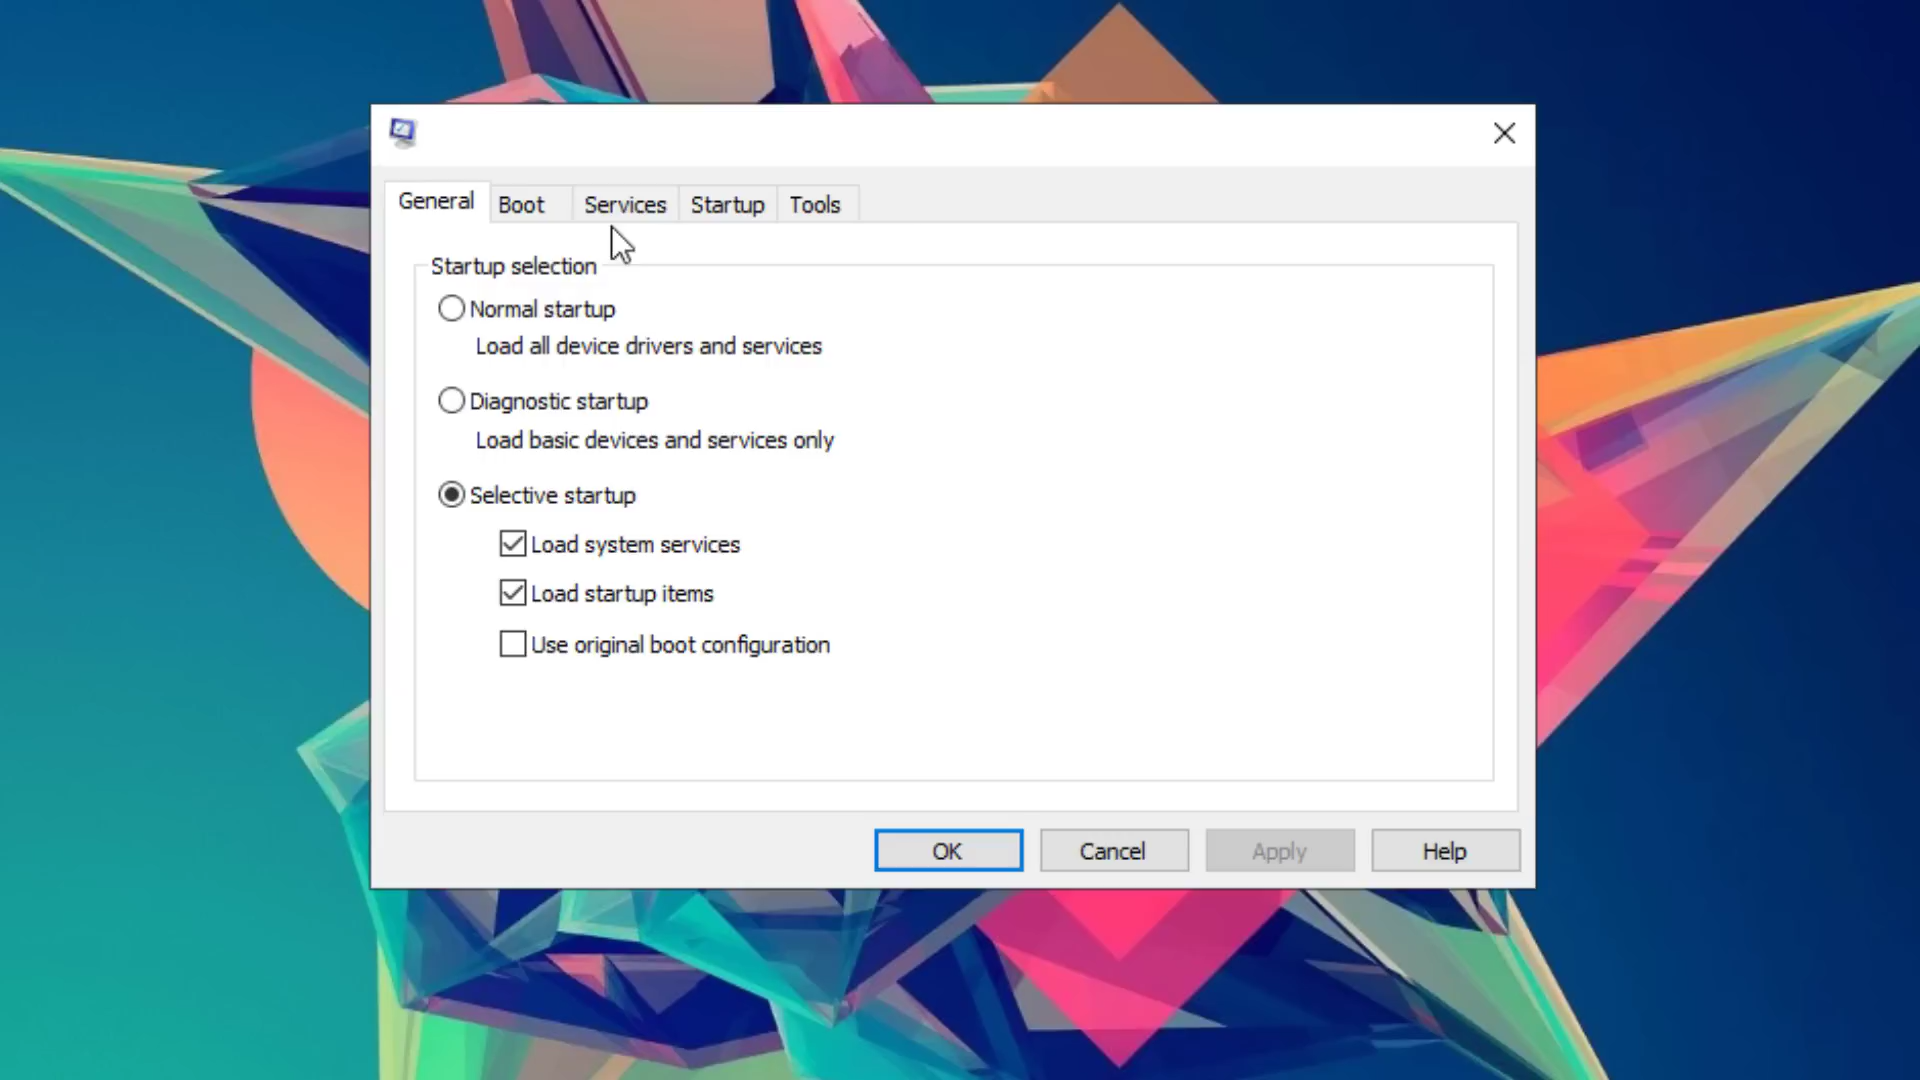 General Boot Services Startup Tools
Startup selection
Normal startup
Load all device drivers and services
Diagnostic startup
Load basic devices and services only
Selective startup
Load system services
Load startup items
Use original boot configuration
OK Cancel Apply Help